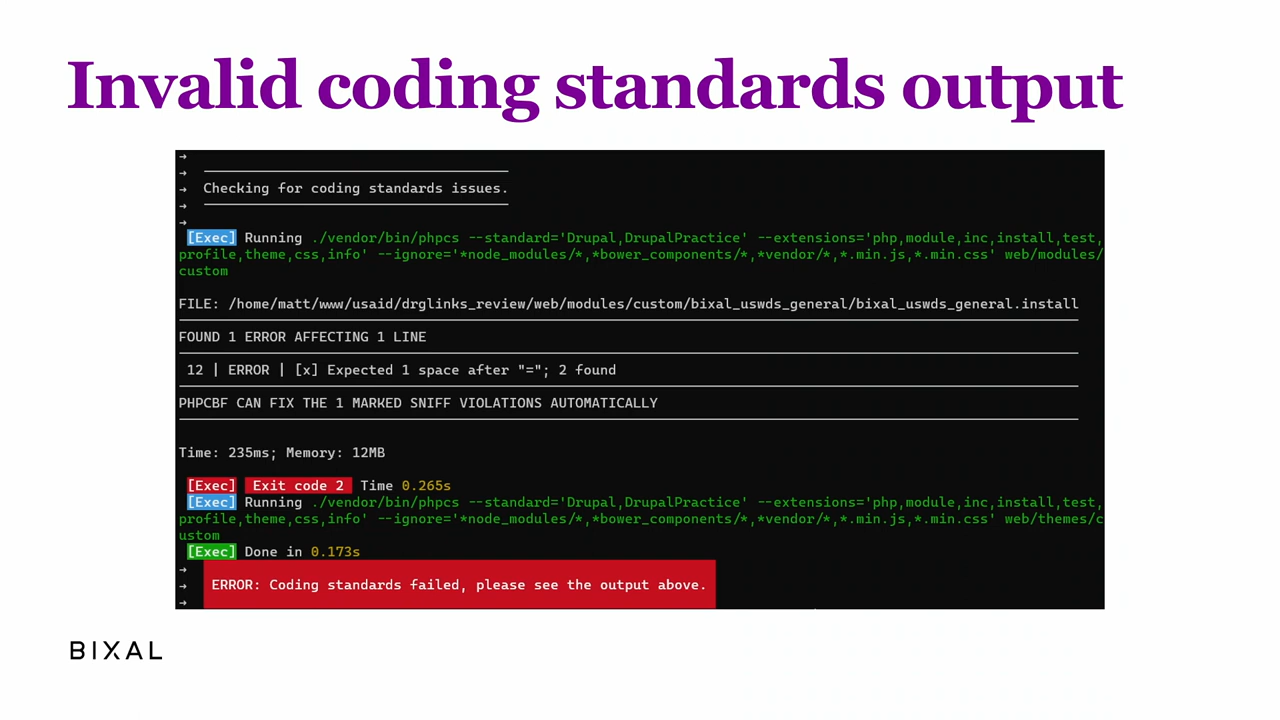 Invalid coding standards output
→
→
→ Checking for coding standards issues.
→
→
[Exec] Running ./vendor/bin/phpcs --standard='Drupal,DrupalPractice' --extensions='php,module,inc,install,test,
profile,theme,css,info' --ignore='*node_modules/*,*bower_components/*,*vendor/*,*.min.js,*.min.css' web/modules/
custom
FILE: /home/matt/www/usaid/drglinks_review/web/modules/custom/bixal_uswds_general/bixal_uswds_general.install
FOUND 1 ERROR AFFECTING 1 LINE
12 | ERROR | [x] Expected 1 space after "="; 2 found
PHPCBF CAN FIX THE 1 MARKED SNIFF VIOLATIONS AUTOMATICALLY
Time: 235ms; Memory: 12MB
[Exec] Exit code 2 Time 0.265s
[Exec] Running ./vendor/bin/phpcs --standard='Drupal,DrupalPractice' --extensions='php,module,inc,install,test,
profile,theme,css,info' --ignore='*node_modules/*,*bower_components/*,*vendor/*,*.min.js,*.min.css' web/themes/c
ustom
[Exec] Done in 0.173s
→
→ ERROR: Coding standards failed, please see the output above.
→
BIXAL